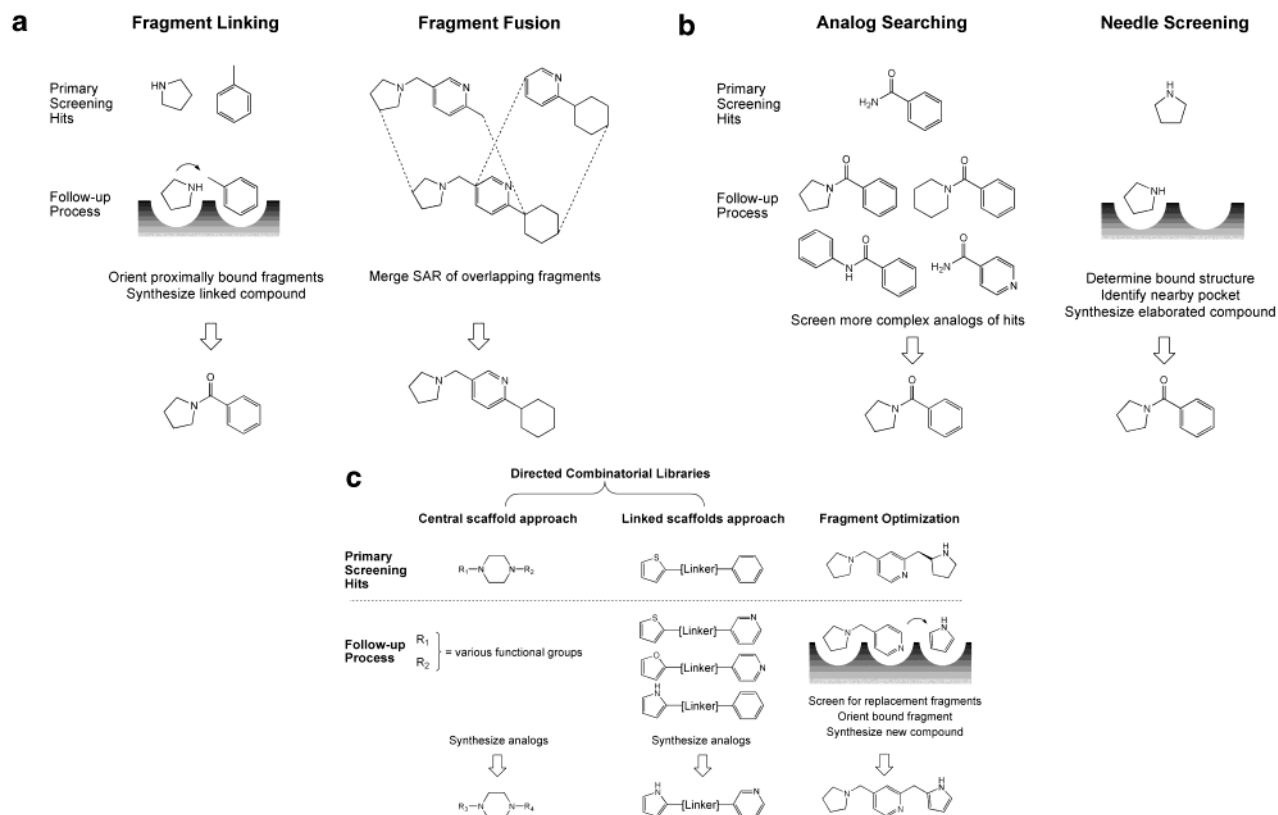 a
Fragment Linking
Fragment Fusion
Primary
Screening
Hits
HN
N
N
N
Follow-up
Process
NH
N
N
Orient proximally bound fragments
Synthesize linked compound
Merge SAR of overlapping fragments
O
N
N
N
b
Analog Searching
Needle Screening
Primary
Screening
Hits
O
H₂N
H
N
Follow-up
Process
O
N
O
N
O
N
H
O
H₂N
N
NH
Screen more complex analogs of hits
Determine bound structure
Identify nearby pocket
Synthesize elaborated compound
O
N
O
N
c
Directed Combinatorial Libraries
Central scaffold approach
Linked scaffolds approach
Fragment Optimization
Primary
Screening
Hits
R₁—N N—R₂
S
—[Linker]—
N
N
H
N
Follow-up
Process
R₁
R₂
= various functional groups
S
—[Linker]—
N
O
—[Linker]—
N
H
N
—[Linker]—
N
N
H
N
Screen for replacement fragments
Orient bound fragment
Synthesize new compound
Synthesize analogs
Synthesize analogs
R₃—N N—R₄
H
N
—[Linker]—
N
N
N
H
N